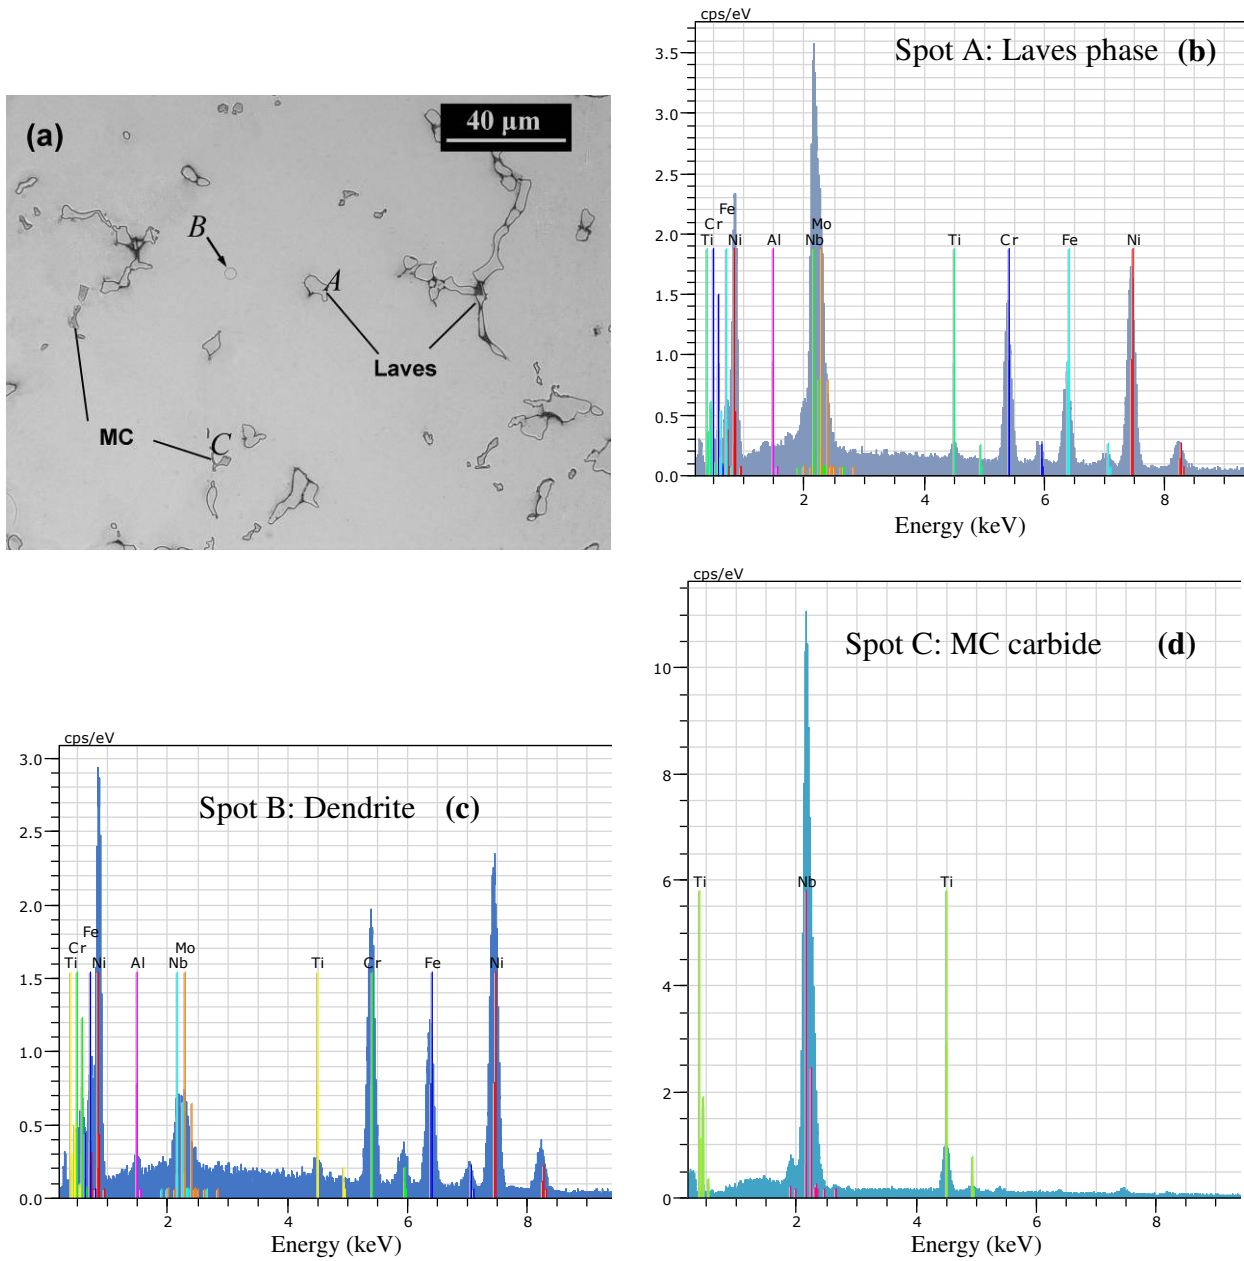 (a)
40 µm
B
A
Laves
MC
C
cps/eV
Spot A: Laves phase (b)
3.5
3.0
2.5
2.0
1.5
1.0
0.5
0.0
Fe
Cr
Mo
Ti Ni Al Nb Ti Cr Fe Ni
2 4 6 8
Energy (keV)
cps/eV
Spot B: Dendrite (c)
3.0
2.5
2.0
1.5
1.0
0.5
0.0
Fe
Cr Mo
Ti Ni Al Nb Ti Cr Fe Ni
2 4 6 8
Energy (keV)
cps/eV
Spot C: MC carbide (d)
10
8
6
4
2
0
Ti Nb Ti
2 4 6 8
Energy (keV)